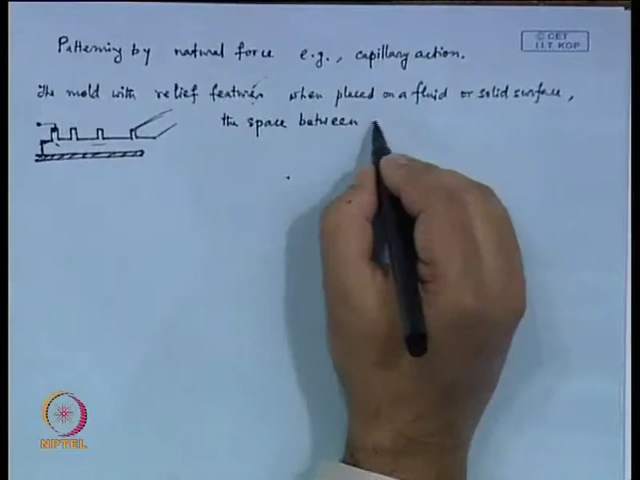 © CET
I.I.T. KGP
Patterning by natural force e.g., capillary action.
The mold with relief features when placed on a fluid or solid surface,
the space between
NPTEL